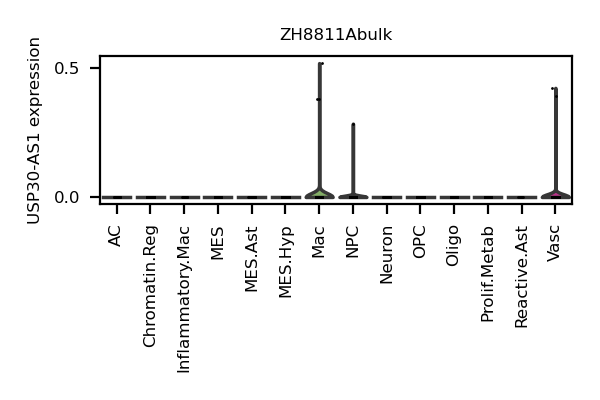 ZH8811Abulk
USP30-AS1 expression
0.5
0.0
AC
Chromatin.Reg
Inflammatory.Mac
MES
MES.Ast
MES.Hyp
Mac
NPC
Neuron
OPC
Oligo
Prolif.Metab
Reactive.Ast
Vasc